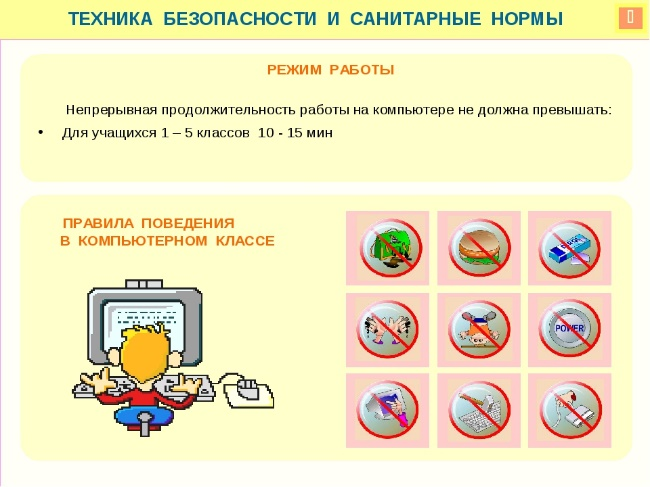 ТЕХНИКА БЕЗОПАСНОСТИ И САНИТАРНЫЕ НОРМЫ
РЕЖИМ РАБОТЫ
Непрерывная продолжительность работы на компьютере не должна превышать:
• Для учащихся 1 – 5 классов 10 - 15 мин
ПРАВИЛА ПОВЕДЕНИЯ
В КОМПЬЮТЕРНОМ КЛАССЕ
POWER